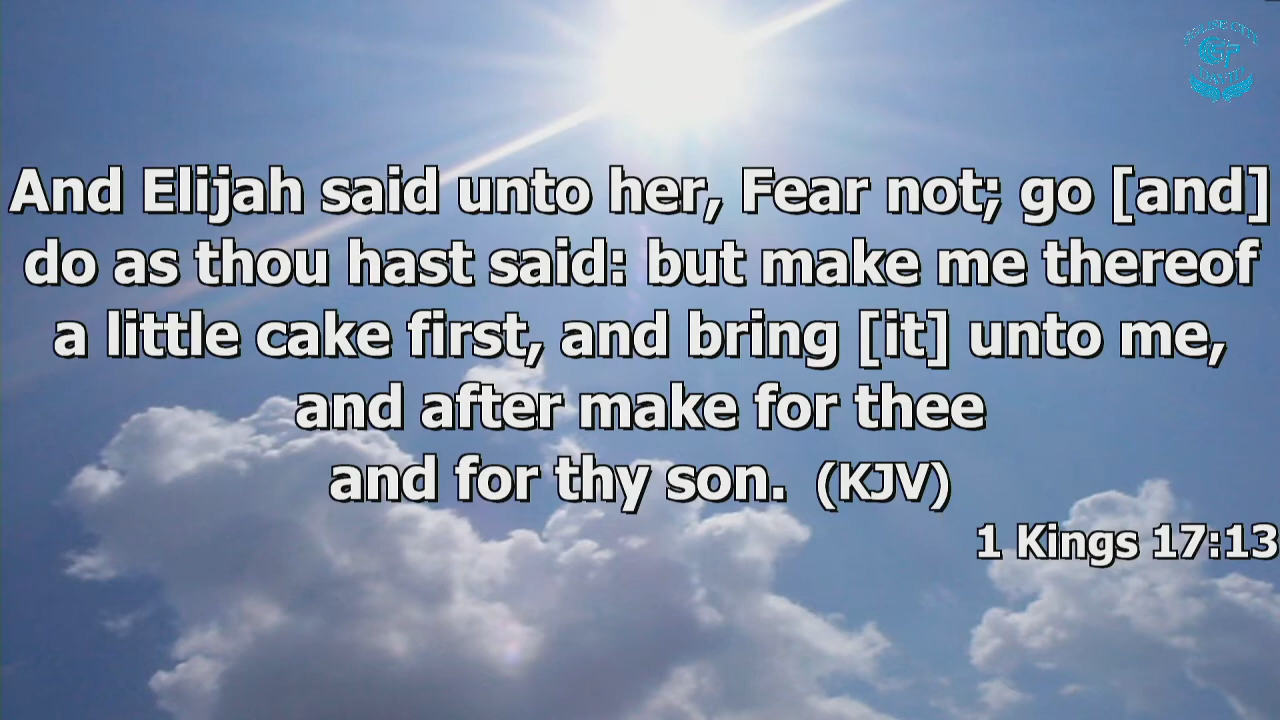 And Elijah said unto her, Fear not; go [and]
do as thou hast said: but make me thereof
a little cake first, and bring [it] unto me,
and after make for thee
and for thy son. (KJV)
1 Kings 17:13